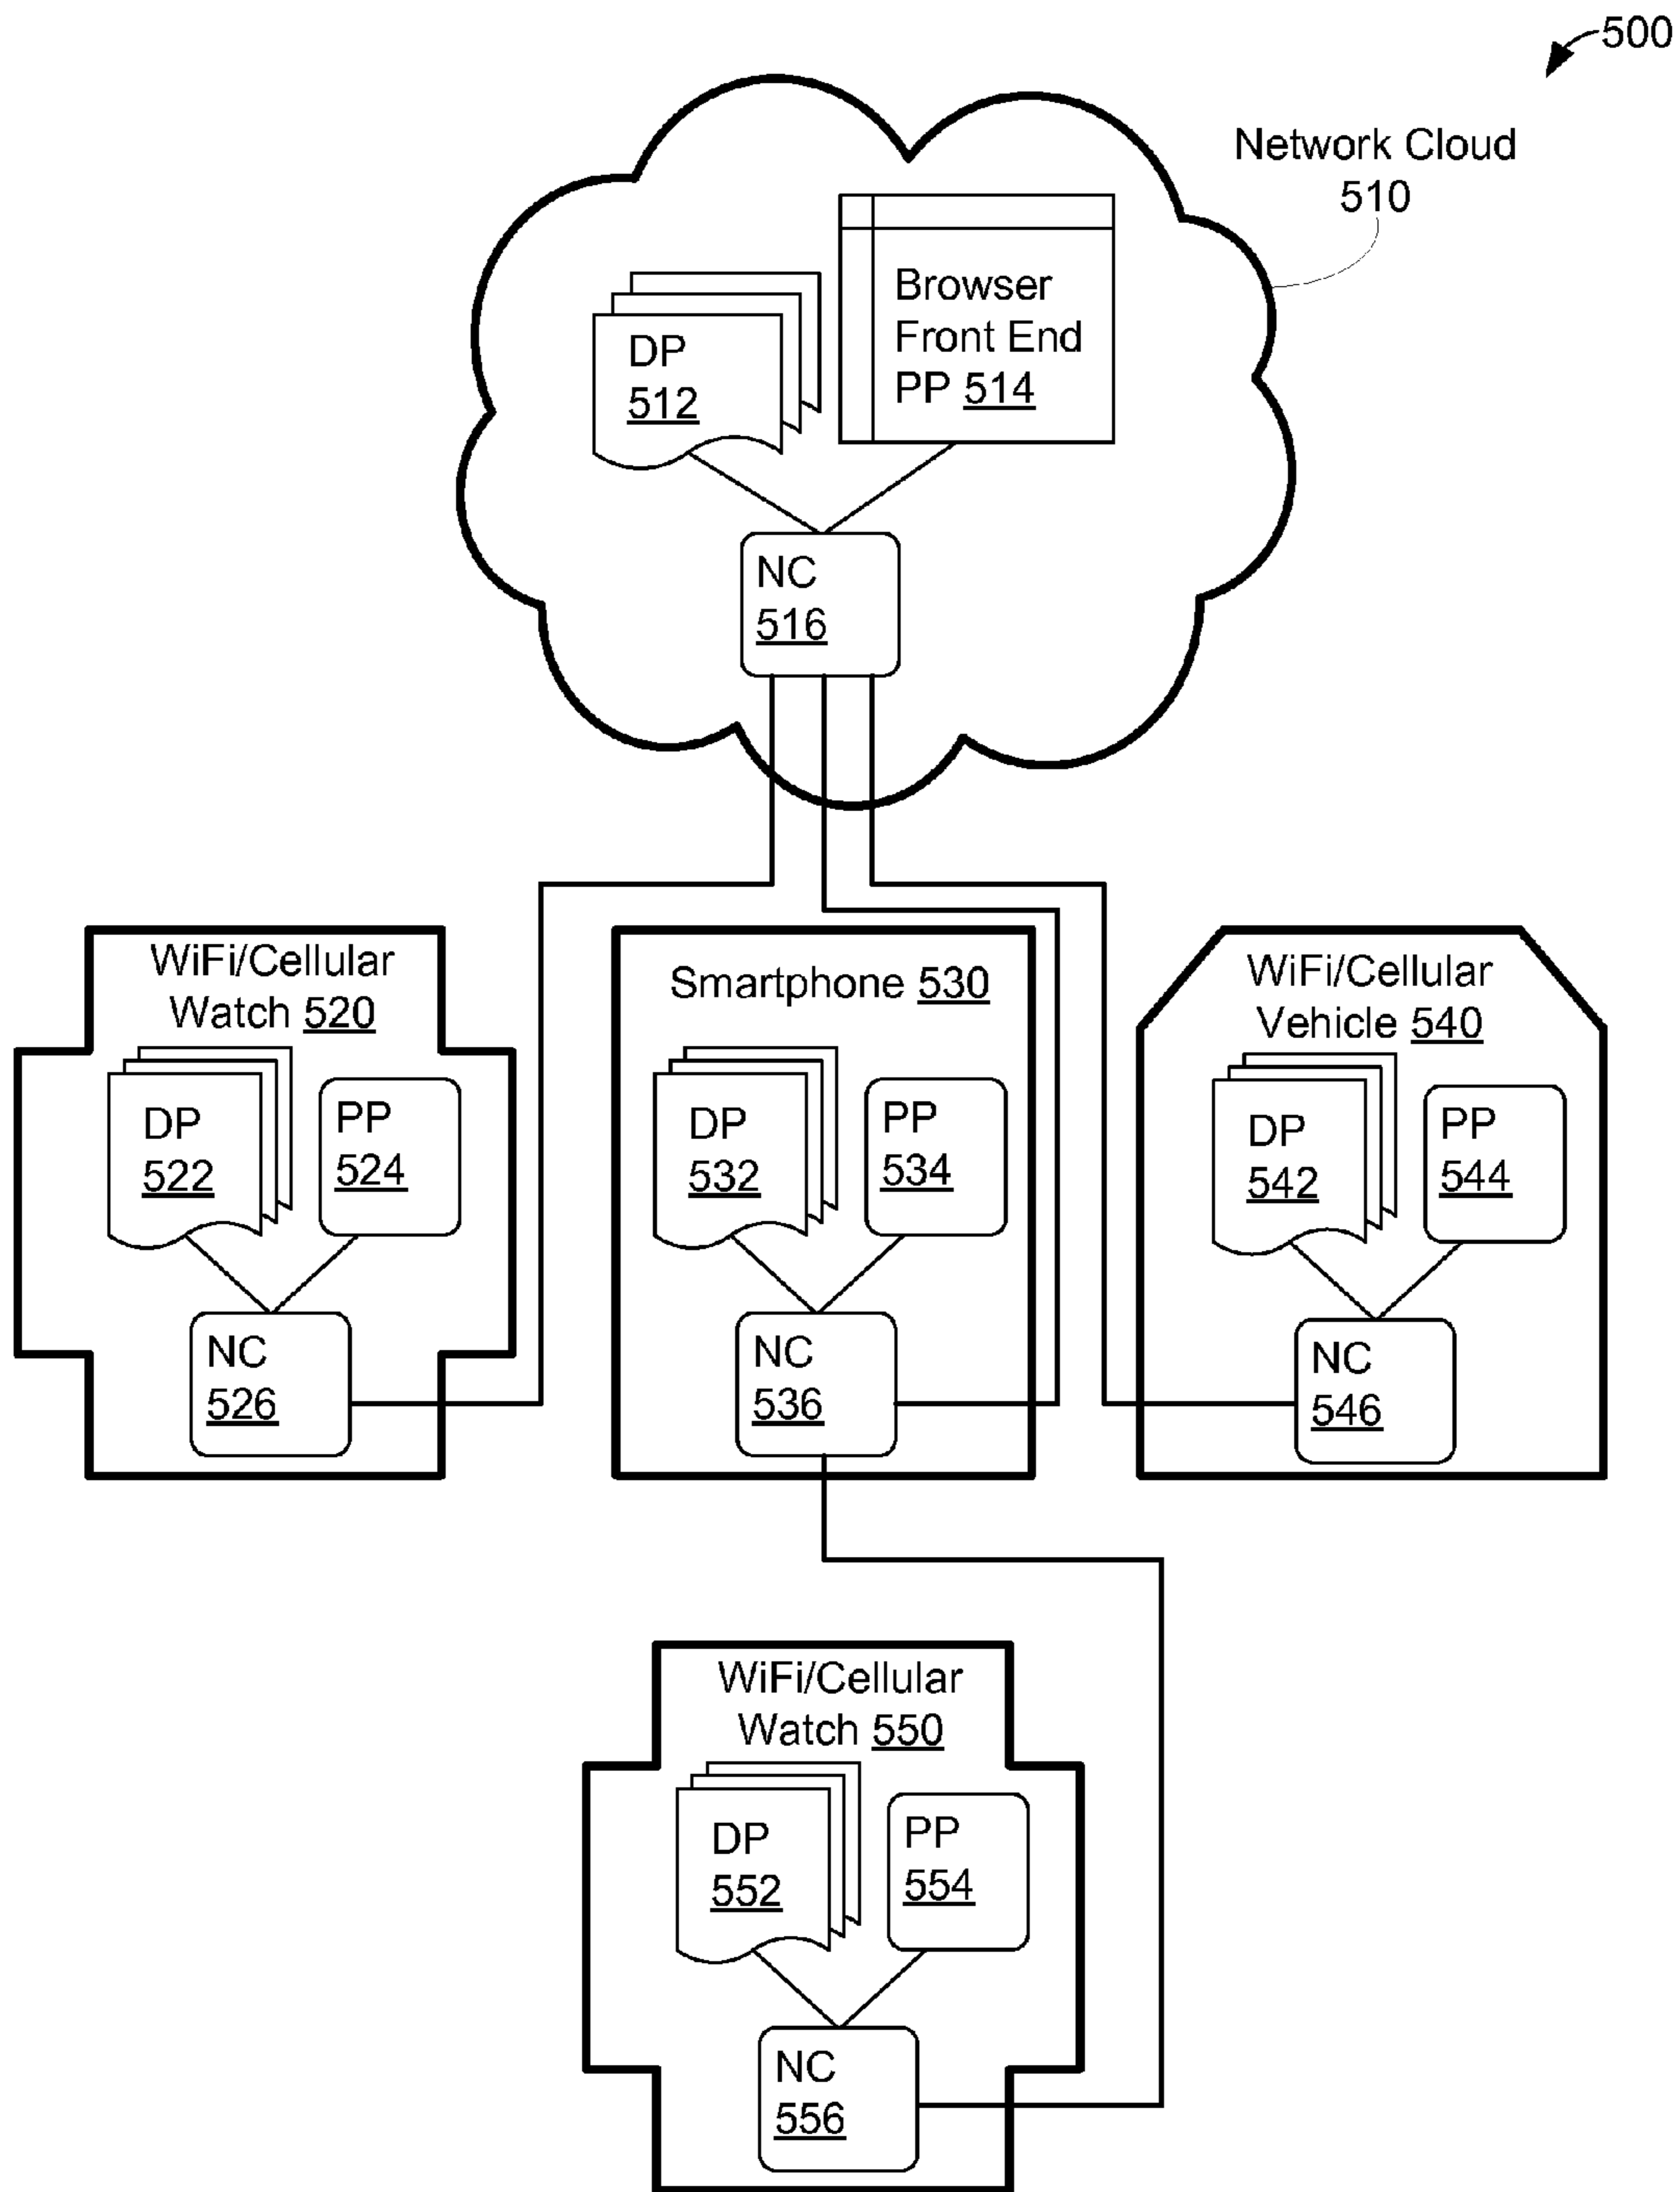 500
Network Cloud
510
Browser
Front End
PP 514
DP
512
NC
516
WiFi/Cellular
Watch 520
DP
522
PP
524
NC
526
Smartphone 530
DP
532
PP
534
NC
536
WiFi/Cellular
Vehicle 540
DP
542
PP
544
NC
546
WiFi/Cellular
Watch 550
DP
552
PP
554
NC
556